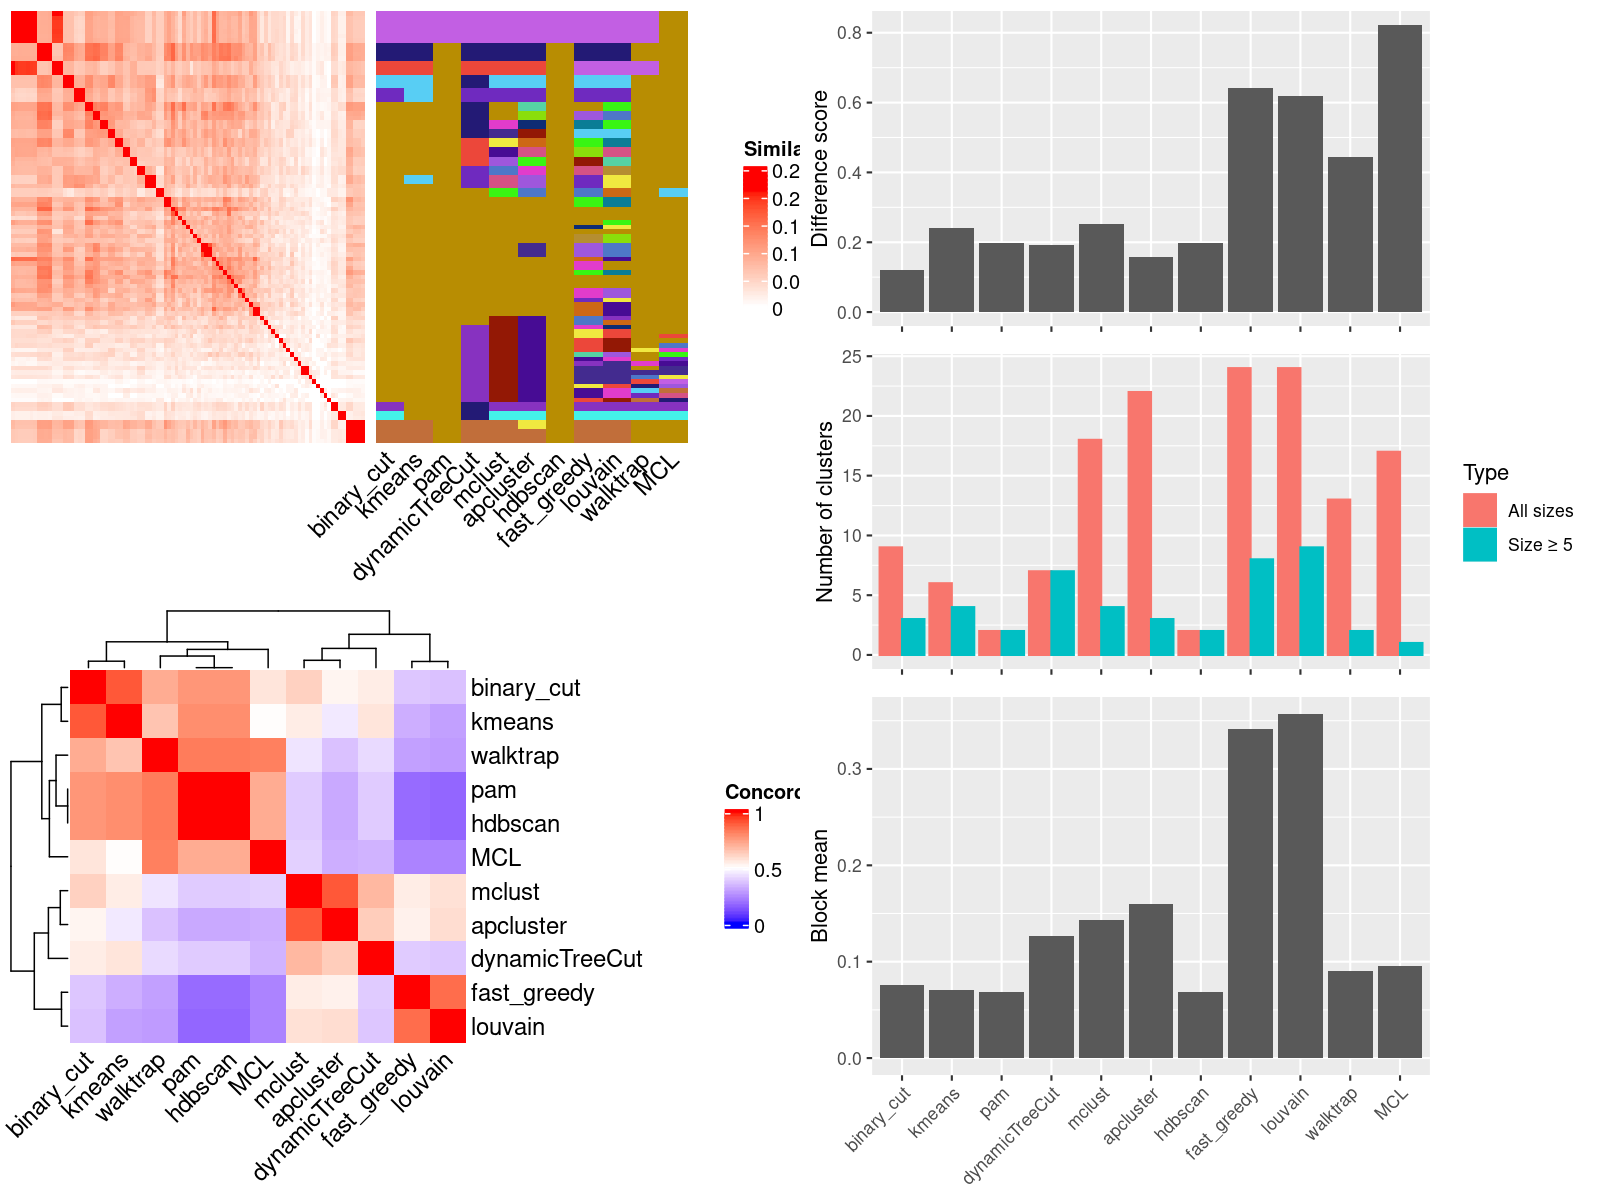 Simila
0.2
0.2
0.1
0.1
0.0
0
binary_cut
kmeans
pam
dynamicTreeCut
mclust
apcluster
hdbscan
fast_greedy
louvain
walktrap
MCL
binary_cut
kmeans
walktrap
pam
hdbscan
MCL
mclust
apcluster
dynamicTreeCut
fast_greedy
louvain
binary_cut
kmeans
walktrap
pam
hdbscan
MCL
mclust
apcluster
dynamicTreeCut
fast_greedy
louvain
Concord
1
0.5
0
Difference score
0.8
0.6
0.4
0.2
0.0
Number of clusters
25
20
15
10
5
0
Type
All sizes
Size ≥ 5
Block mean
0.3
0.2
0.1
0.0
binary_cut
kmeans
pam
dynamicTreeCut
mclust
apcluster
hdbscan
fast_greedy
louvain
walktrap
MCL